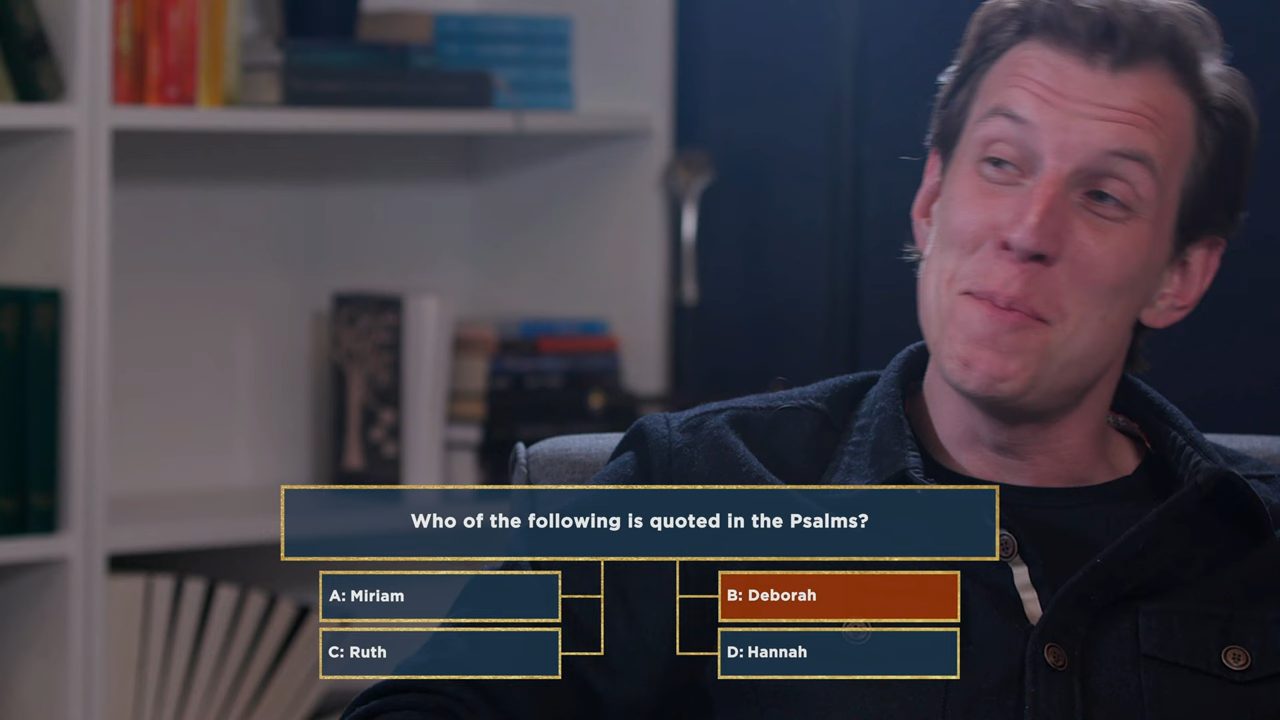 Who of the following is quoted in the Psalms?
A: Miriam
B: Deborah
C: Ruth
D: Hannah